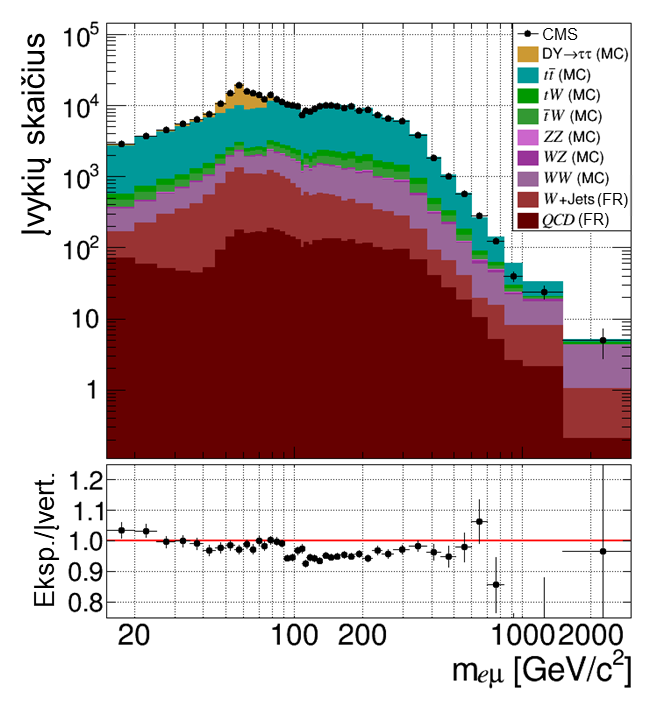 Įvykių skaičius
10⁵
10⁴
10³
10²
10
1
CMS
DY→ττ (MC)
tt̄ (MC)
tW (MC)
t̄W (MC)
ZZ (MC)
WZ (MC)
WW (MC)
W+Jets (FR)
QCD (FR)
Eksp./Įvert.
1.2
1.1
1.0
0.9
0.8
20 100 200 1000 2000
m_eμ [GeV/c²]